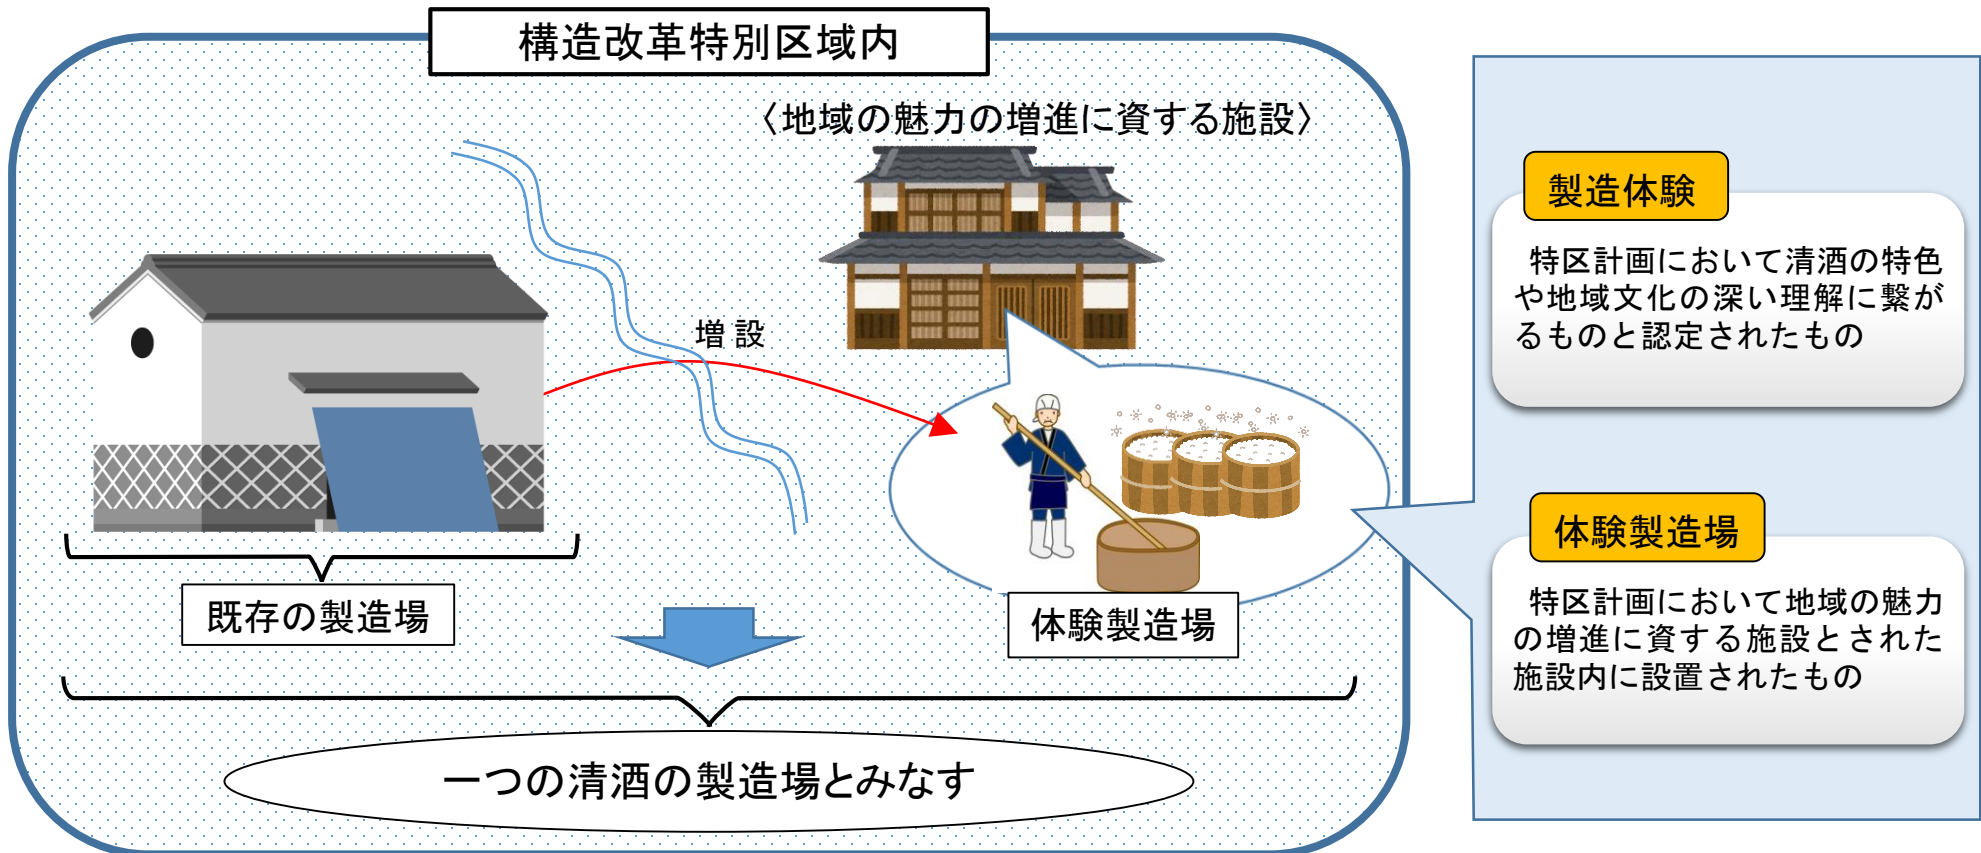 構造改革特別区域内
〈地域の魅力の増進に資する施設〉
増設
既存の製造場
体験製造場
一つの清酒の製造場とみなす
製造体験
特区計画において清酒の特色
や地域文化の深い理解に繋が
るものと認定されたもの
体験製造場
特区計画において地域の魅力
の増進に資する施設とされた
施設内に設置されたもの